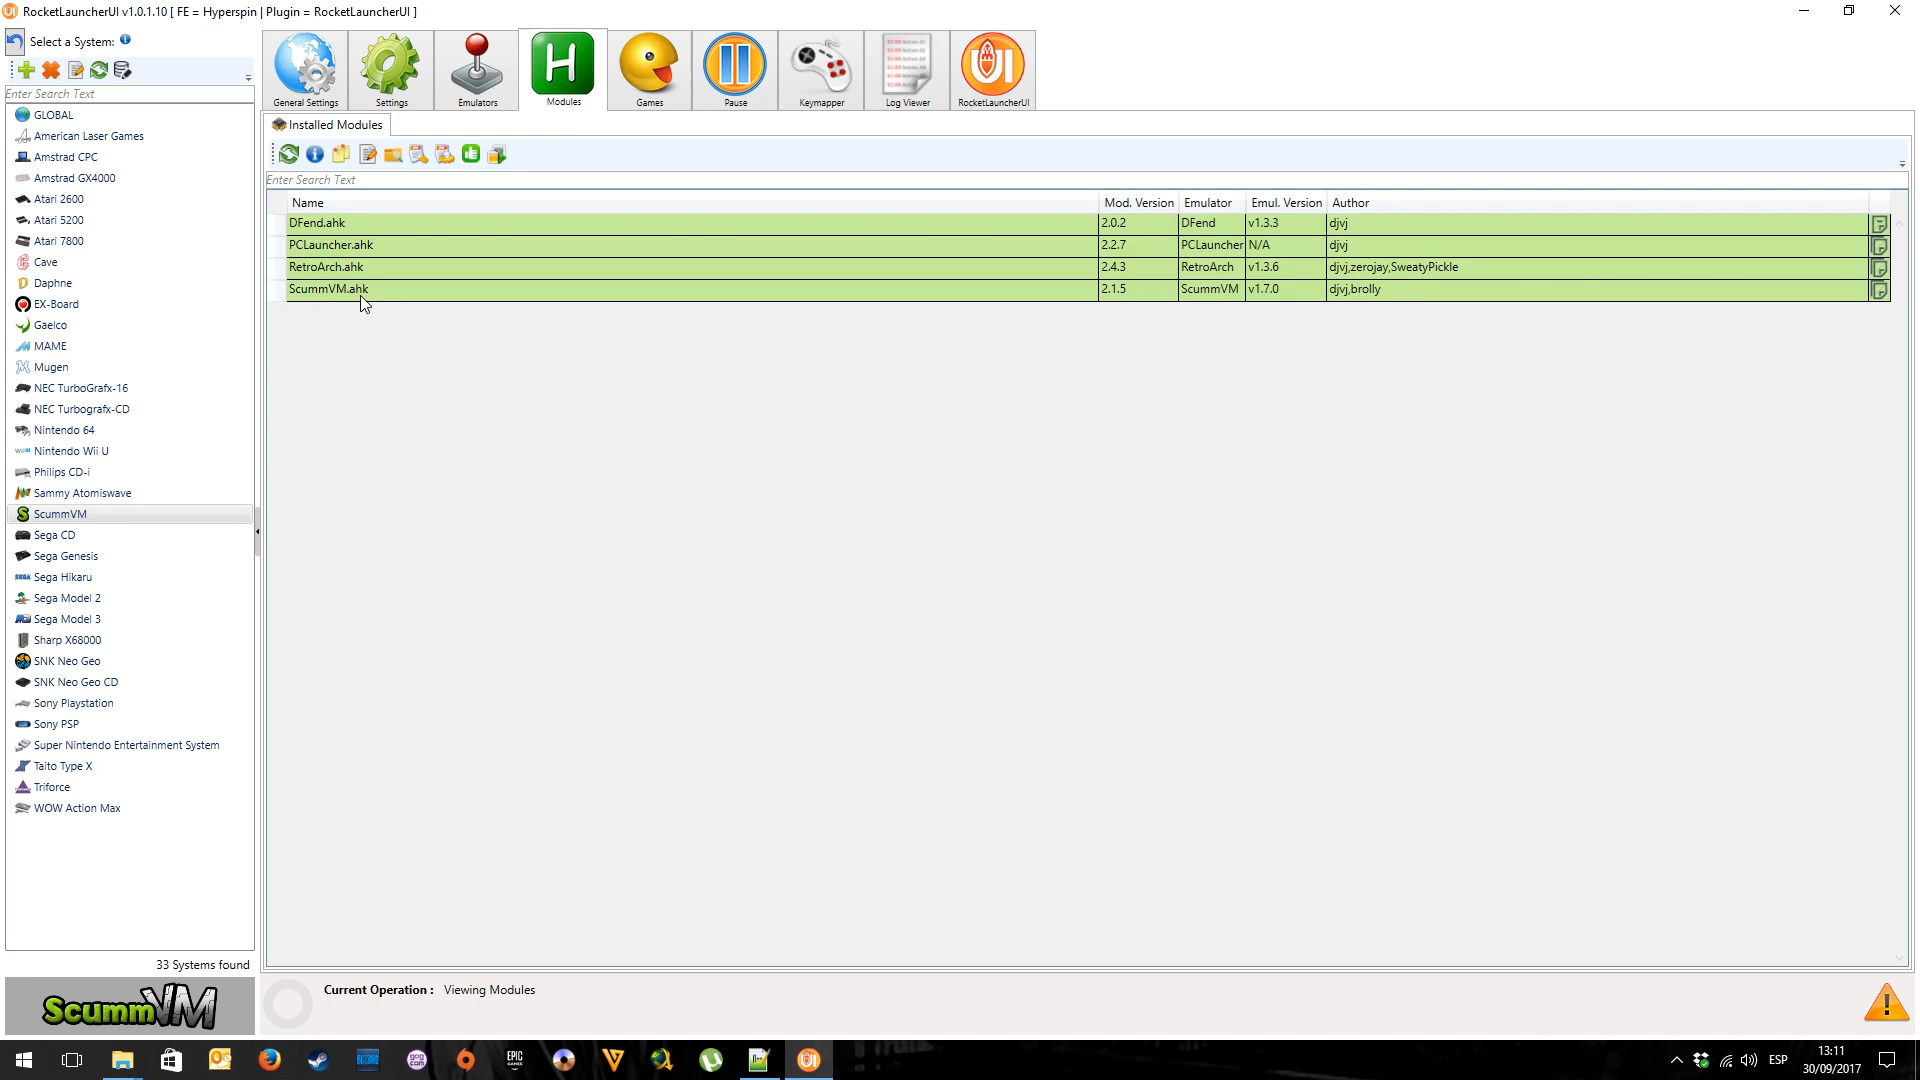 RocketLauncherUI v1.0.1.10 [ FE = Hyperspin | Plugin = RocketLauncherUI ]
Select a System:
General Settings
Settings
Emulators
Modules
Games
Pause
Keymapper
Log Viewer
RocketLauncherUI
Enter Search Text
GLOBAL
American Laser Games
Amstrad CPC
Amstrad GX4000
Atari 2600
Atari 5200
Atari 7800
Cave
Daphne
EX-Board
Gaelco
MAME
Mugen
NEC TurboGrafx-16
NEC Turbografx-CD
Nintendo 64
Nintendo Wii U
Philips CD-i
Sammy Atomiswave
ScummVM
Sega CD
Sega Genesis
Sega Hikaru
Sega Model 2
Sega Model 3
Sharp X68000
SNK Neo Geo
SNK Neo Geo CD
Sony Playstation
Sony PSP
Super Nintendo Entertainment System
Taito Type X
Triforce
WOW Action Max
33 Systems found
ScummVM
Installed Modules
Enter Search Text
Name Mod. Version Emulator Emul. Version Author
DFend.ahk 2.0.2 DFend v1.3.3 djvj
PCLauncher.ahk 2.2.7 PCLauncher N/A djvj
RetroArch.ahk 2.4.3 RetroArch v1.3.6 djvj,zerojay,SweatyPickle
ScummVM.ahk 2.1.5 ScummVM v1.7.0 djvj,brolly
Current Operation : Viewing Modules
ESP
13:11
30/09/2017